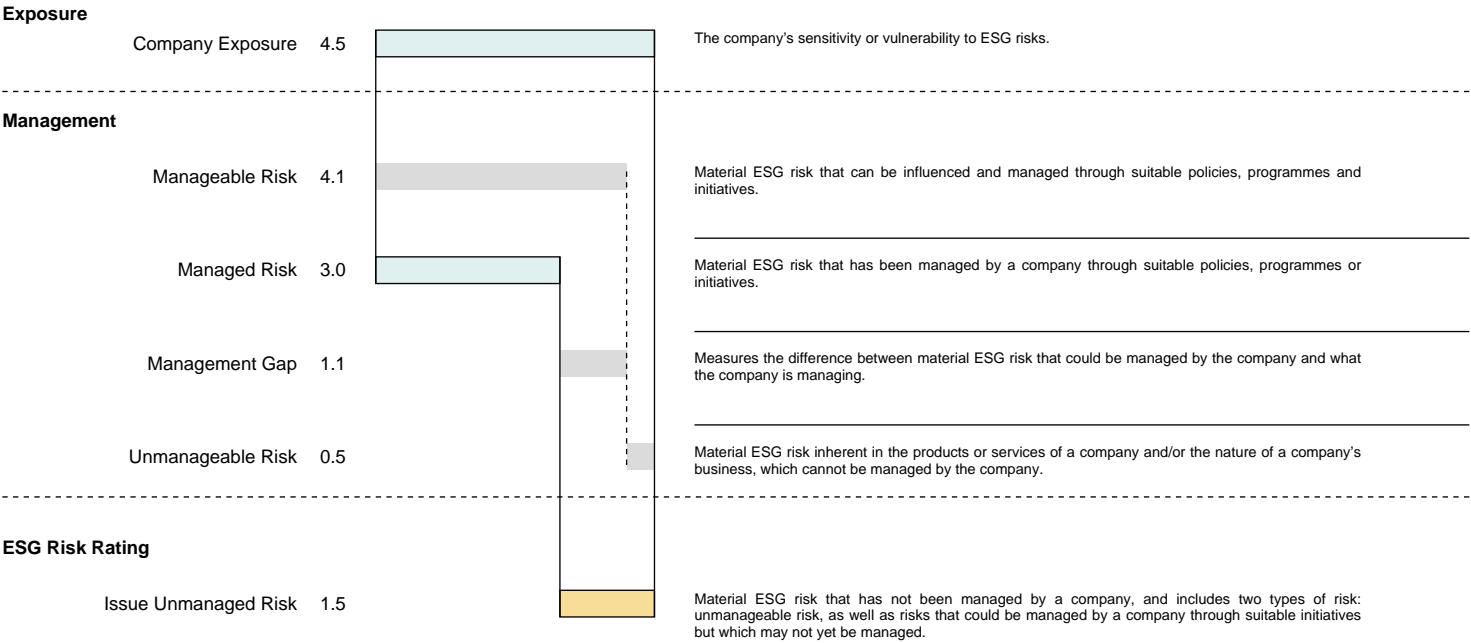 Exposure
Company Exposure 4.5
The company’s sensitivity or vulnerability to ESG risks.
Management
Manageable Risk 4.1
Material ESG risk that can be influenced and managed through suitable policies, programmes and
initiatives.
Managed Risk 3.0
Material ESG risk that has been managed by a company through suitable policies, programmes or
initiatives.
Management Gap 1.1
Measures the difference between material ESG risk that could be managed by the company and what
the company is managing.
Unmanageable Risk 0.5
Material ESG risk inherent in the products or services of a company and/or the nature of a company’s
business, which cannot be managed by the company.
ESG Risk Rating
Issue Unmanaged Risk 1.5
Material ESG risk that has not been managed by a company, and includes two types of risk:
unmanageable risk, as well as risks that could be managed by a company through suitable initiatives
but which may not yet be managed.